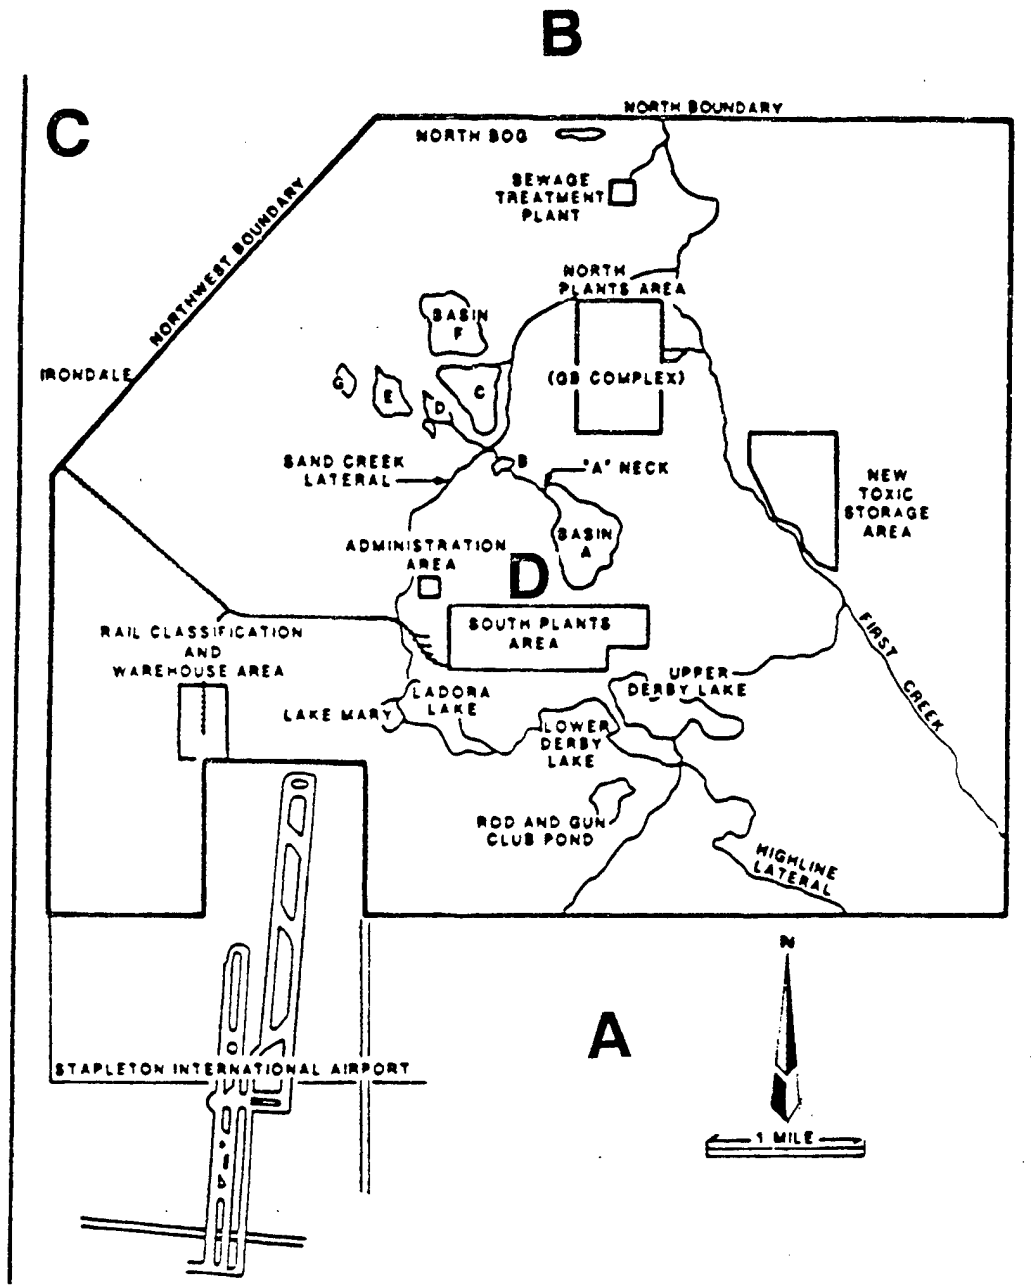 B
C
NORTH BOUNDARY
NORTH BOG
SEWAGE
TREATMENT
PLANT
NORTHWEST BOUNDARY
NORTH
PLANTS AREA
BASIN
F
IRONDALE
G
E
D
C
(GB COMPLEX)
B
"A" NECK
SAND CREEK
LATERAL
NEW
TOXIC
STORAGE
AREA
BASIN
A
ADMINISTRATION
AREA
D
SOUTH PLANTS
AREA
FIRST
CREEK
RAIL CLASSIFICATION
AND
WAREHOUSE AREA
UPPER
DERBY LAKE
LADORA
LAKE
LAKE MARY
LOWER
DERBY
LAKE
ROD AND GUN
CLUB POND
HIGHLINE
LATERAL
N
A
STAPLETON INTERNATIONAL AIRPORT
1 MILE